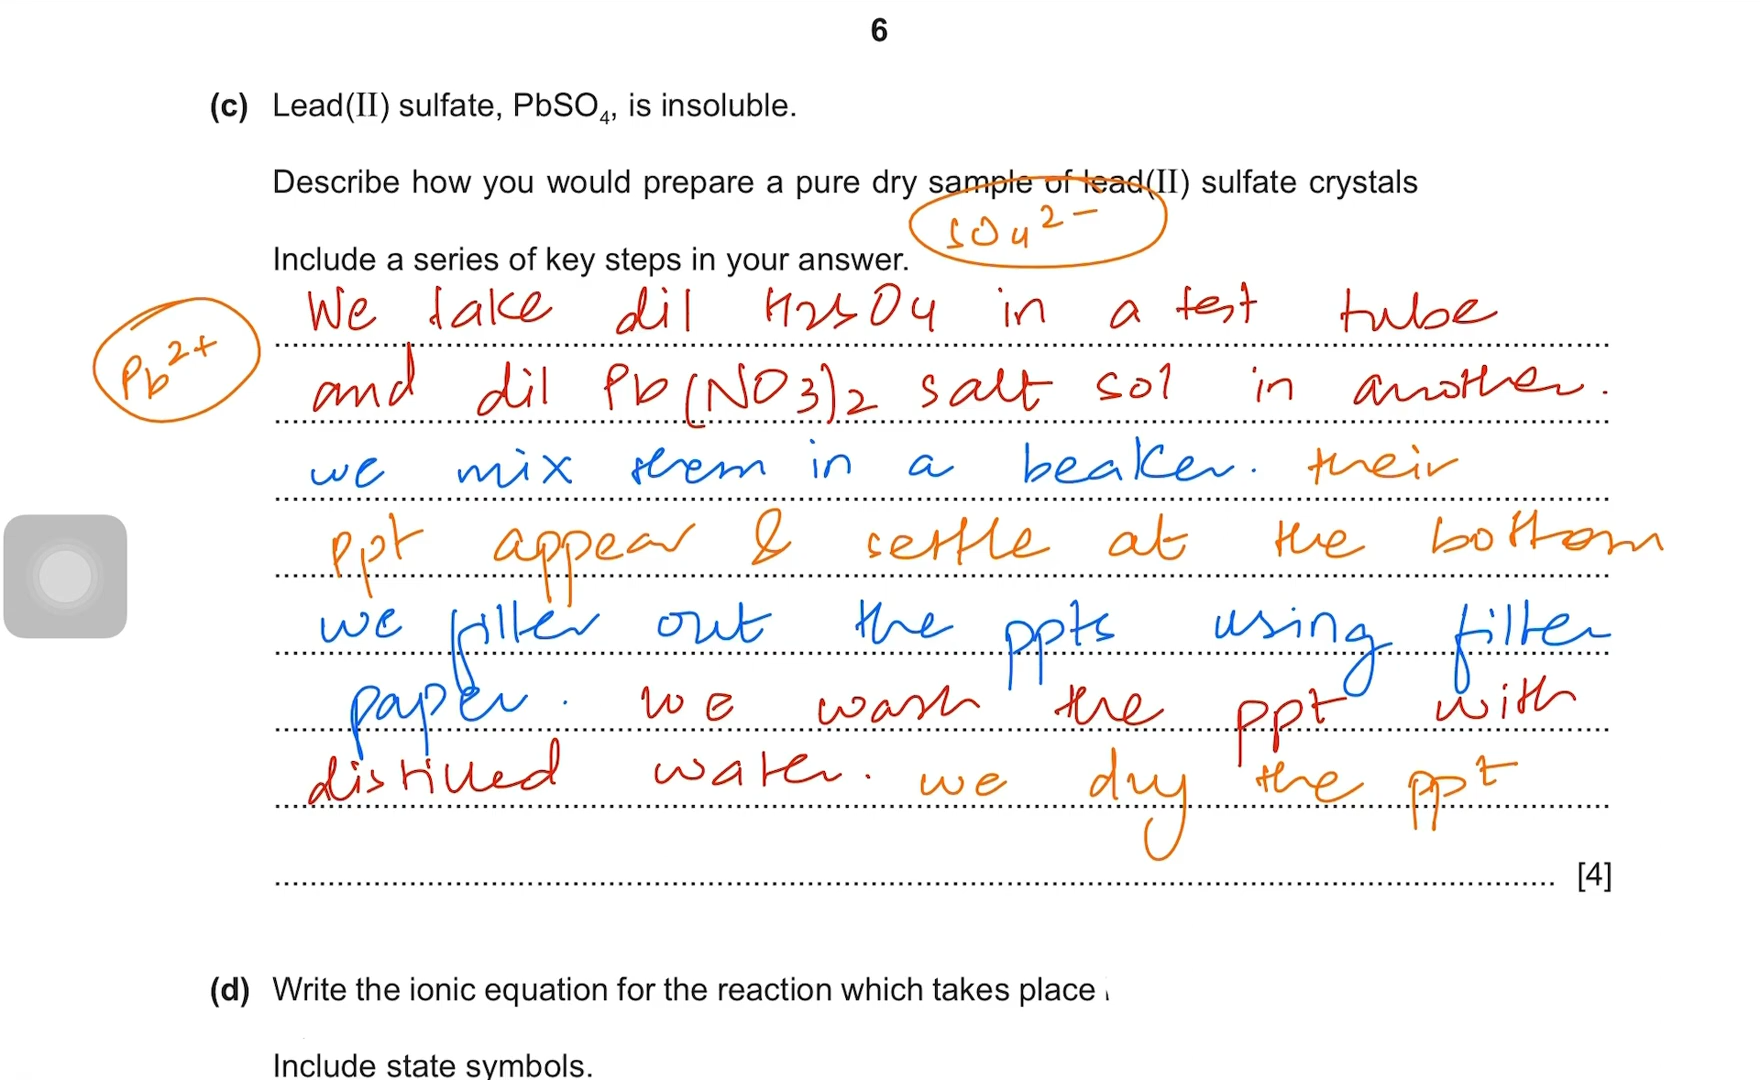 6
(c) Lead(II) sulfate, PbSO₄, is insoluble.
Describe how you would prepare a pure dry sample of lead(II) sulfate crystals
SO4²⁻
Include a series of key steps in your answer.
Pb²⁺
We take dil H2SO4 in a test tube
and dil Pb(NO3)2 salt sol in another.
we mix them in a beaker. their
ppt appear & settle at the bottom
we filter out the ppts using filter
paper. we wash the ppt with
distilled water. we dry the ppt
[4]
(d) Write the ionic equation for the reaction which takes place
Include state symbols.